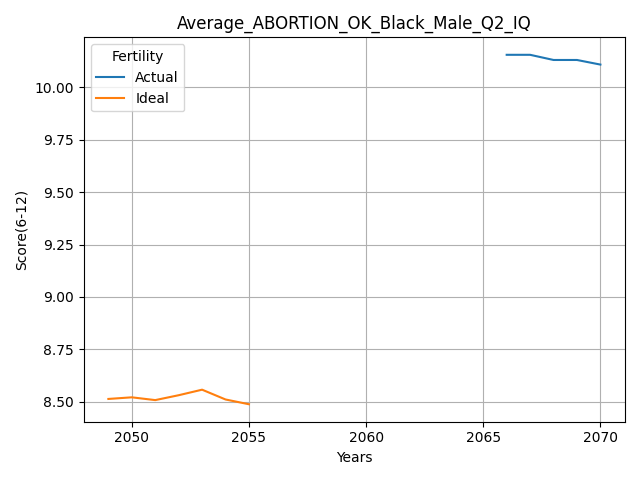 Average_ABORTION_OK_Black_Male_Q2_IQ
Fertility
Actual
Ideal
Score(6-12)
10.00
9.75
9.50
9.25
9.00
8.75
8.50
2050
2055
2060
2065
2070
Years